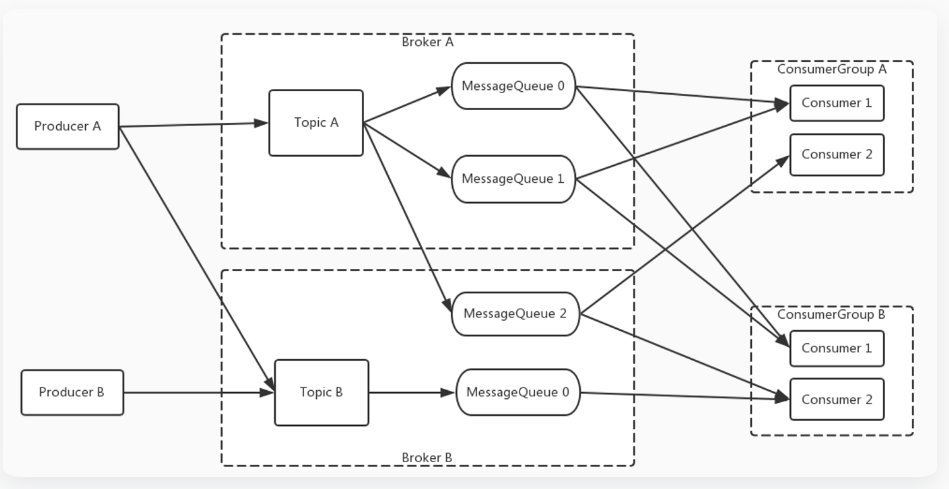 Broker A
ConsumerGroup A
MessageQueue 0
Consumer 1
Producer A
Topic A
Consumer 2
MessageQueue 1
MessageQueue 2
ConsumerGroup B
Consumer 1
Producer B
Topic B
MessageQueue 0
Consumer 2
Broker B